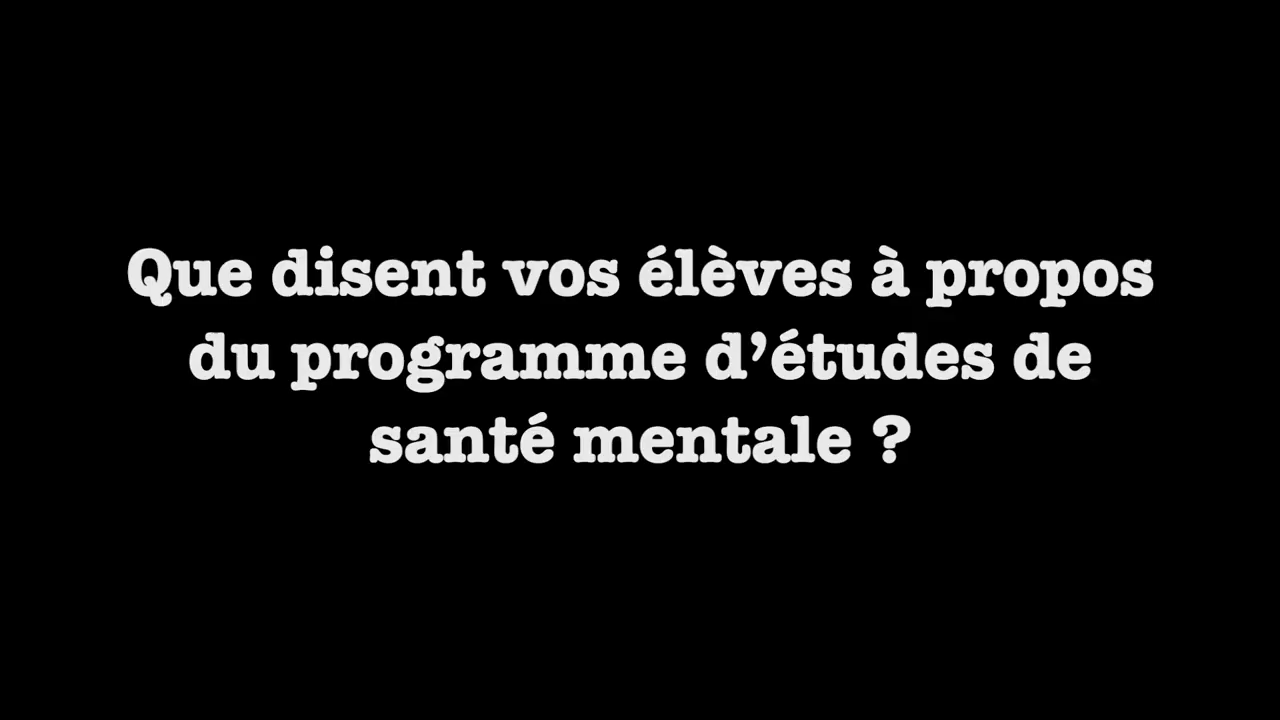 Que disent vos élèves à propos
du programme d’études de
santé mentale ?